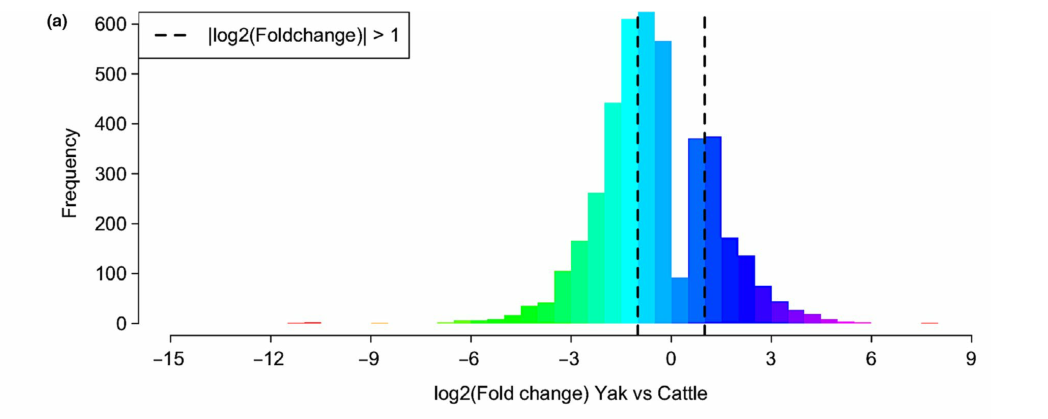 (a)
|log2(Foldchange)| > 1
600
500
400
300
200
100
0
Frequency
−15 −12 −9 −6 −3 0 3 6 9
log2(Fold change) Yak vs Cattle